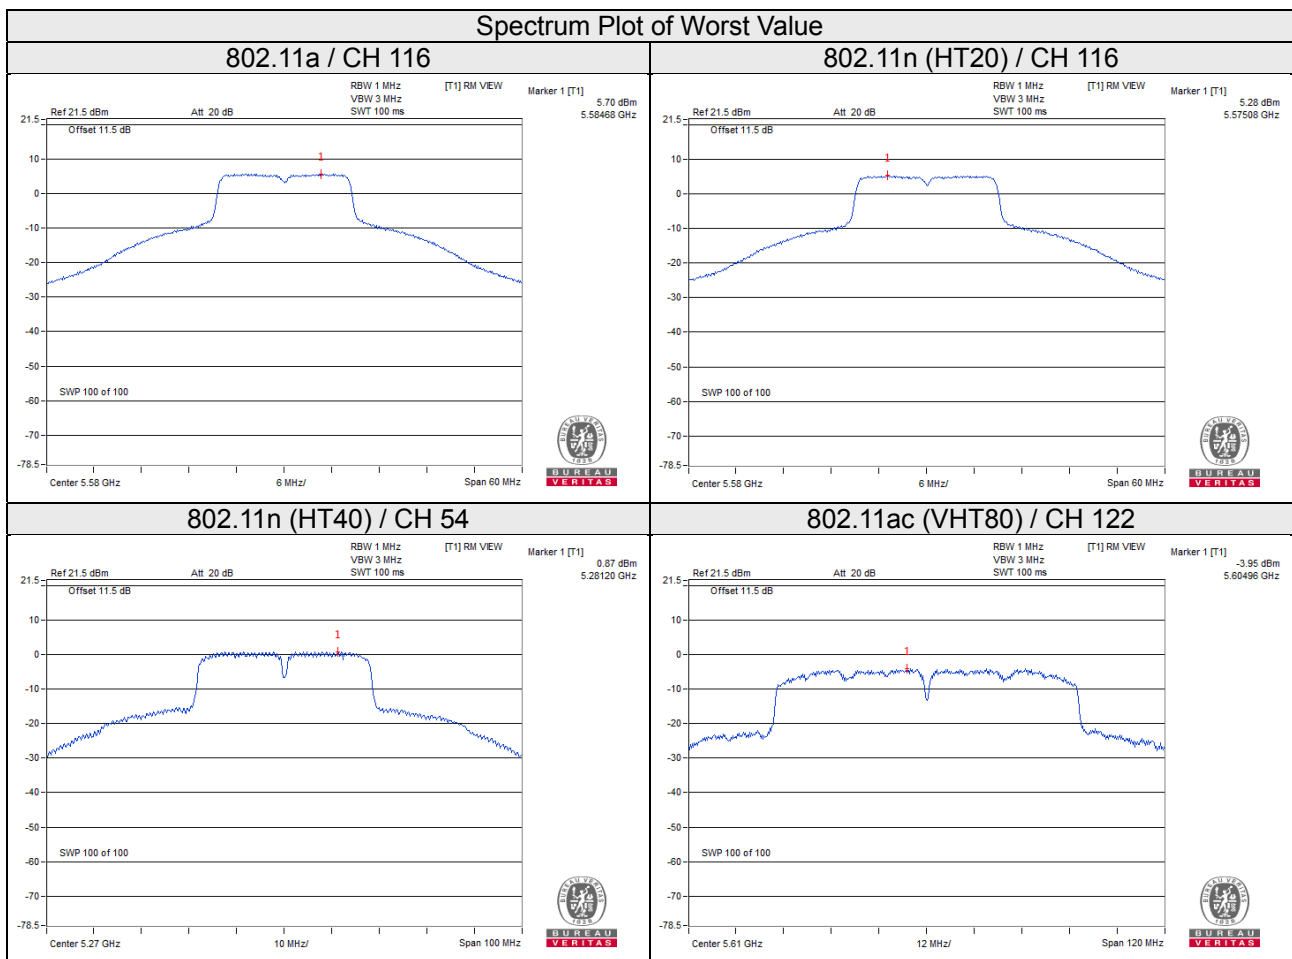 Spectrum Plot of Worst Value
802.11a / CH 116
RBW 1 MHz [T1] RM VIEW
VBW 3 MHz Marker 1 [T1]
Ref 21.5 dBm Att 20 dB SWT 100 ms 5.70 dBm
5.58468 GHz
21.5
Offset 11.5 dB
1
10
0
-10
-20
-30
-40
-50
SWP 100 of 100
-60
-70
-78.5
Center 5.58 GHz 6 MHz/ Span 60 MHz
BUREAU VERITAS
1828
BUREAU
VERITAS
802.11n (HT20) / CH 116
RBW 1 MHz [T1] RM VIEW
VBW 3 MHz Marker 1 [T1]
Ref 21.5 dBm Att 20 dB SWT 100 ms 5.28 dBm
5.57508 GHz
21.5
Offset 11.5 dB
1
10
0
-10
-20
-30
-40
-50
SWP 100 of 100
-60
-70
-78.5
Center 5.58 GHz 6 MHz/ Span 60 MHz
BUREAU VERITAS
1828
BUREAU
VERITAS
802.11n (HT40) / CH 54
RBW 1 MHz [T1] RM VIEW
VBW 3 MHz Marker 1 [T1]
Ref 21.5 dBm Att 20 dB SWT 100 ms 0.87 dBm
5.28120 GHz
21.5
Offset 11.5 dB
10
1
0
-10
-20
-30
-40
-50
SWP 100 of 100
-60
-70
-78.5
Center 5.27 GHz 10 MHz/ Span 100 MHz
BUREAU VERITAS
1828
BUREAU
VERITAS
802.11ac (VHT80) / CH 122
RBW 1 MHz [T1] RM VIEW
VBW 3 MHz Marker 1 [T1]
Ref 21.5 dBm Att 20 dB SWT 100 ms -3.95 dBm
5.60496 GHz
21.5
Offset 11.5 dB
10
1
0
-10
-20
-30
-40
-50
SWP 100 of 100
-60
-70
-78.5
Center 5.61 GHz 12 MHz/ Span 120 MHz
BUREAU VERITAS
1828
BUREAU
VERITAS